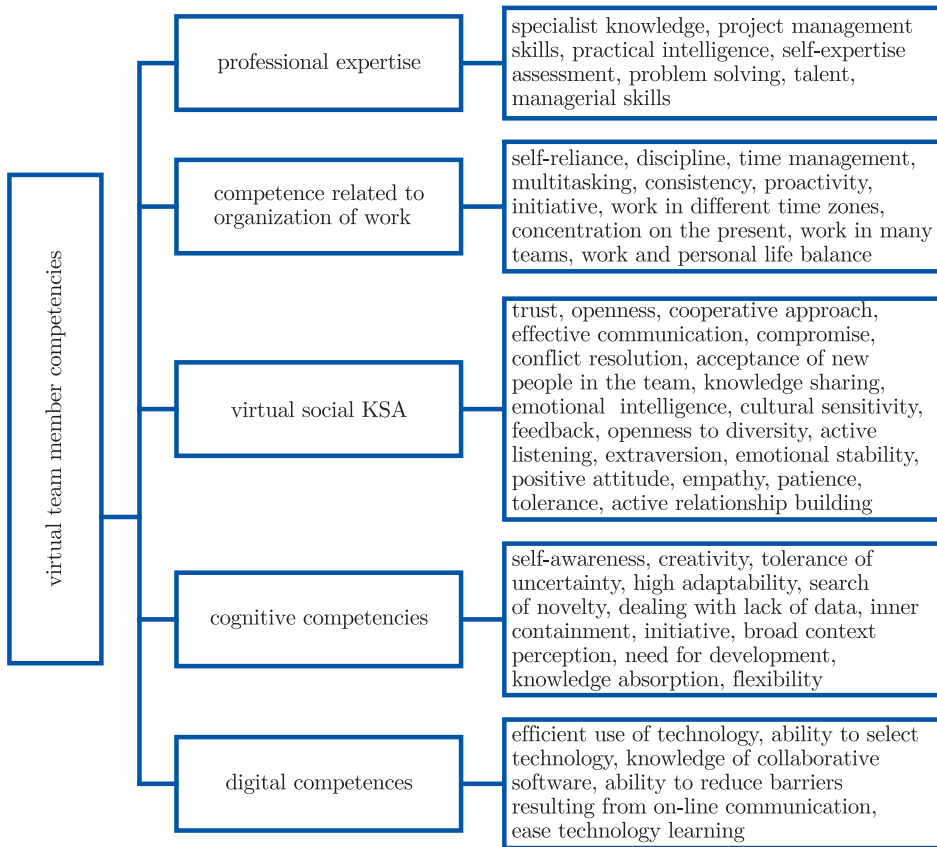 virtual team member competencies
professional expertise
specialist knowledge, project management
skills, practical intelligence, self-expertise
assessment, problem solving, talent,
managerial skills
competence related to
organization of work
self-reliance, discipline, time management,
multitasking, consistency, proactivity,
initiative, work in different time zones,
concentration on the present, work in many
teams, work and personal life balance
virtual social KSA
trust, openness, cooperative approach,
effective communication, compromise,
conflict resolution, acceptance of new
people in the team, knowledge sharing,
emotional intelligence, cultural sensitivity,
feedback, openness to diversity, active
listening, extraversion, emotional stability,
positive attitude, empathy, patience,
tolerance, active relationship building
cognitive competencies
self-awareness, creativity, tolerance of
uncertainty, high adaptability, search
of novelty, dealing with lack of data, inner
containment, initiative, broad context
perception, need for development,
knowledge absorption, flexibility
digital competences
efficient use of technology, ability to select
technology, knowledge of collaborative
software, ability to reduce barriers
resulting from on-line communication,
ease technology learning